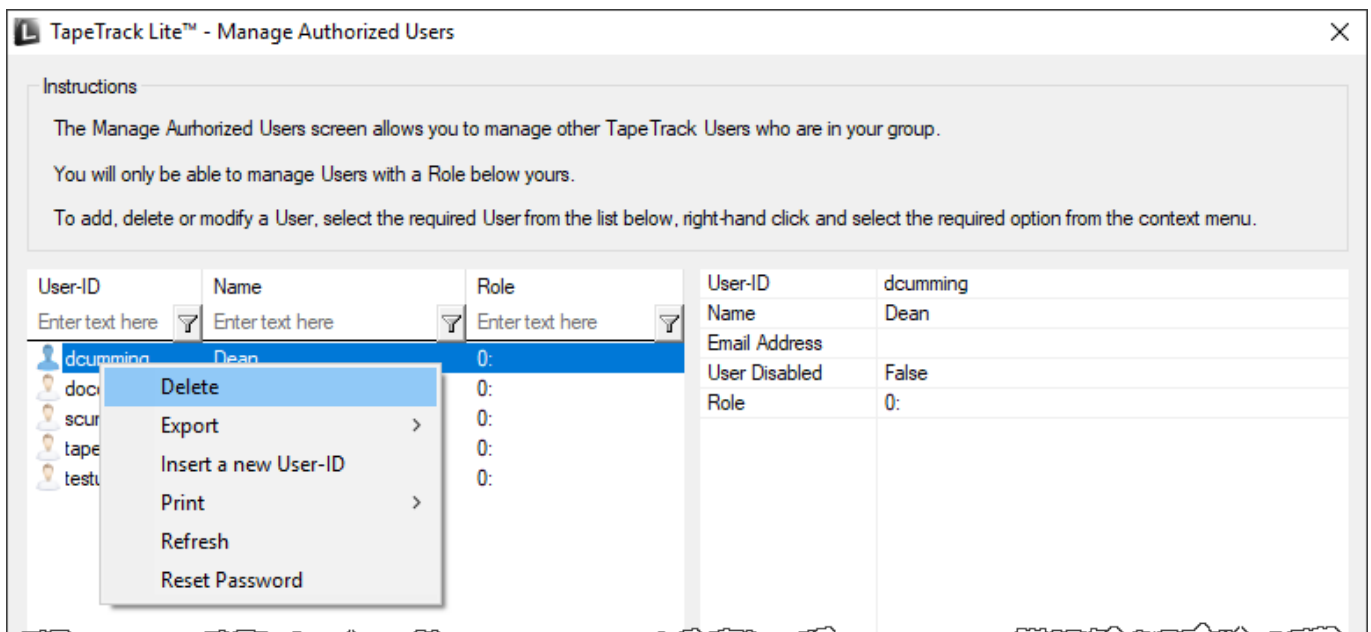 TapeTrack Lite™ - Manage Authorized Users
Instructions
The Manage Aurhorized Users screen allows you to manage other TapeTrack Users who are in your group.
You will only be able to manage Users with a Role below yours.
To add, delete or modify a User, select the required User from the list below, right-hand click and select the required option from the context menu.
User-ID Name Role
Enter text here Enter text here Enter text here
dcumming Dean 0:
0:
0:
0:
0:
Delete
Export
Insert a new User-ID
Print
Refresh
Reset Password
User-ID dcumming
Name Dean
Email Address
User Disabled False
Role 0: